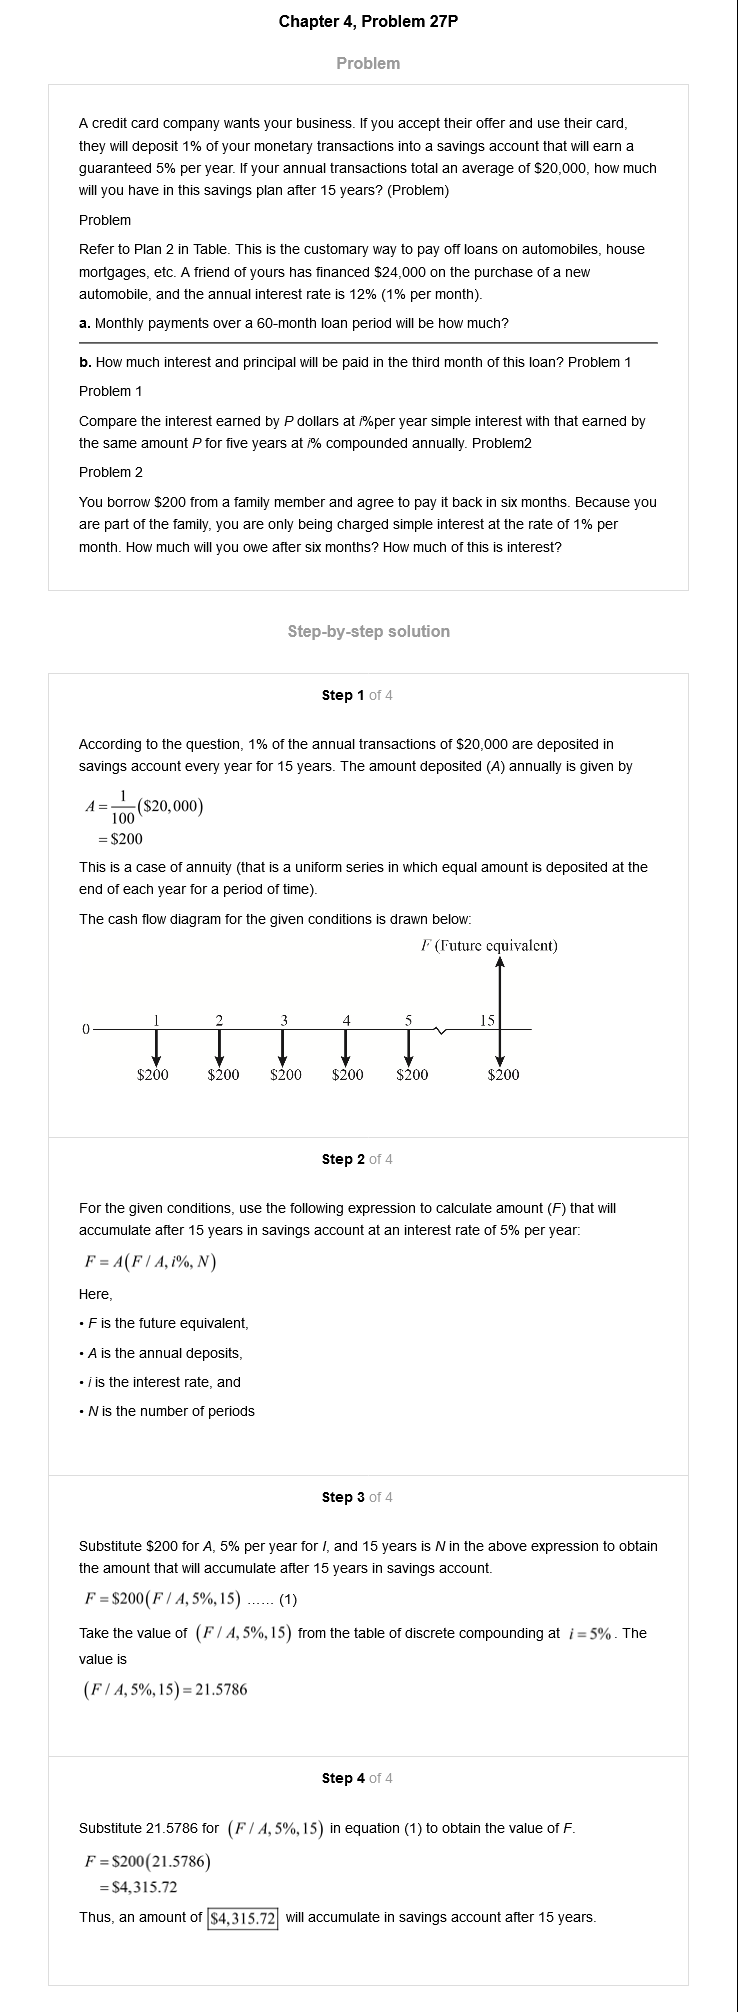 Chapter 4, Problem 27P
Problem
A credit card company wants your business. If you accept their offer and use their card,
they will deposit 1% of your monetary transactions into a savings account that will earn a
guaranteed 5% per year. If your annual transactions total an average of $20,000, how much
will you have in this savings plan after 15 years? (Problem)
Problem
Refer to Plan 2 in Table. This is the customary way to pay off loans on automobiles, house
mortgages, etc. A friend of yours has financed $24,000 on the purchase of a new
automobile, and the annual interest rate is 12% (1% per month).
a. Monthly payments over a 60-month loan period will be how much?
b. How much interest and principal will be paid in the third month of this loan? Problem 1
Problem 1
Compare the interest earned by P dollars at i%per year simple interest with that earned by
the same amount P for five years at i% compounded annually. Problem2
Problem 2
You borrow $200 from a family member and agree to pay it back in six months. Because you
are part of the family, you are only being charged simple interest at the rate of 1% per
month. How much will you owe after six months? How much of this is interest?
Step-by-step solution
Step 1 of 4
According to the question, 1% of the annual transactions of $20,000 are deposited in
savings account every year for 15 years. The amount deposited (A) annually is given by
A = 1/100 ($20,000)
= $200
This is a case of annuity (that is a uniform series in which equal amount is deposited at the
end of each year for a period of time).
The cash flow diagram for the given conditions is drawn below:
F (Future equivalent)
0 1 2 3 4 5 15
$200 $200 $200 $200 $200 $200
Step 2 of 4
For the given conditions, use the following expression to calculate amount (F) that will
accumulate after 15 years in savings account at an interest rate of 5% per year:
F = A(F / A, i%, N)
Here,
• F is the future equivalent,
• A is the annual deposits,
• i is the interest rate, and
• N is the number of periods
Step 3 of 4
Substitute $200 for A, 5% per year for I, and 15 years is N in the above expression to obtain
the amount that will accumulate after 15 years in savings account.
F = $200(F / A, 5%, 15) ...... (1)
Take the value of (F / A, 5%, 15) from the table of discrete compounding at i = 5% . The
value is
(F / A, 5%, 15) = 21.5786
Step 4 of 4
Substitute 21.5786 for (F / A, 5%, 15) in equation (1) to obtain the value of F.
F = $200(21.5786)
= $4,315.72
Thus, an amount of $4,315.72 will accumulate in savings account after 15 years.